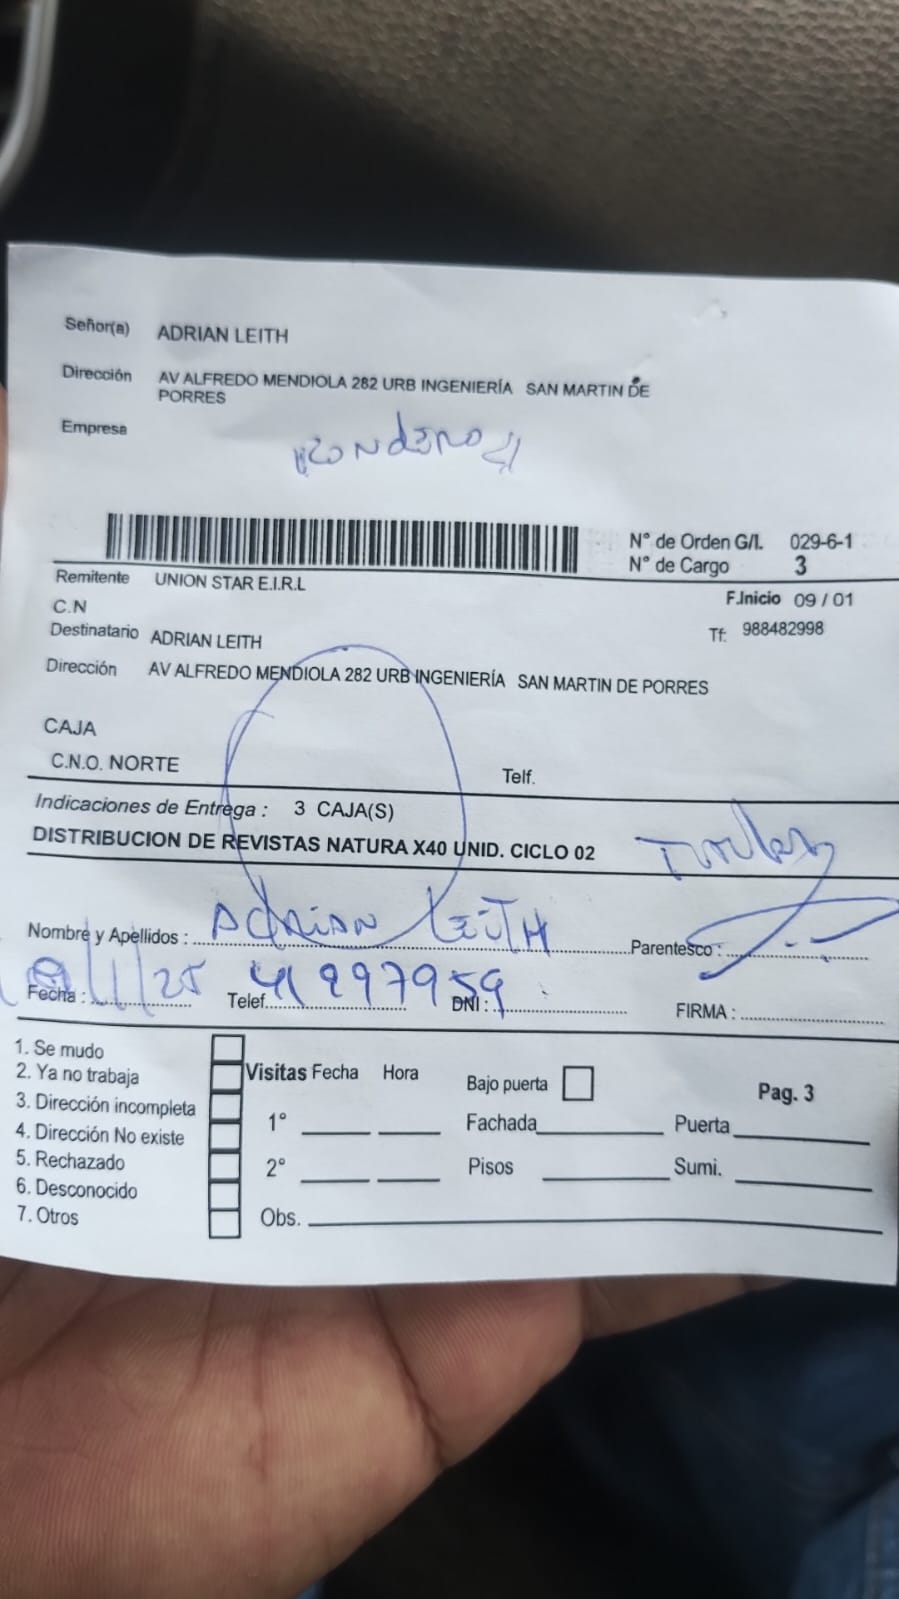 Señor(a) ADRIAN LEITH
Dirección AV ALFREDO MENDIOLA 282 URB INGENIERÍA SAN MARTIN DE
PORRES
Empresa
N° de Orden G/I. 029-6-1
N° de Cargo 3
Remitente UNION STAR E.I.R.L
F.Inicio 09 / 01
C.N
Tf: 988482998
Destinatario ADRIAN LEITH
Dirección AV ALFREDO MENDIOLA 282 URB INGENIERÍA SAN MARTIN DE PORRES
CAJA
C.N.O. NORTE Telf.
Indicaciones de Entrega : 3 CAJA(S)
DISTRIBUCION DE REVISTAS NATURA X40 UNID. CICLO 02
Nombre y Apellidos : ADRIAN LEITH Parentesco :
Fecha : /1/25 Telef. 41997959 DNI : FIRMA :
1. Se mudo
2. Ya no trabaja
3. Dirección incompleta
4. Dirección No existe
5. Rechazado
6. Desconocido
7. Otros
Visitas Fecha Hora Bajo puerta Pag. 3
1° Fachada Puerta
2° Pisos Sumi.
Obs.